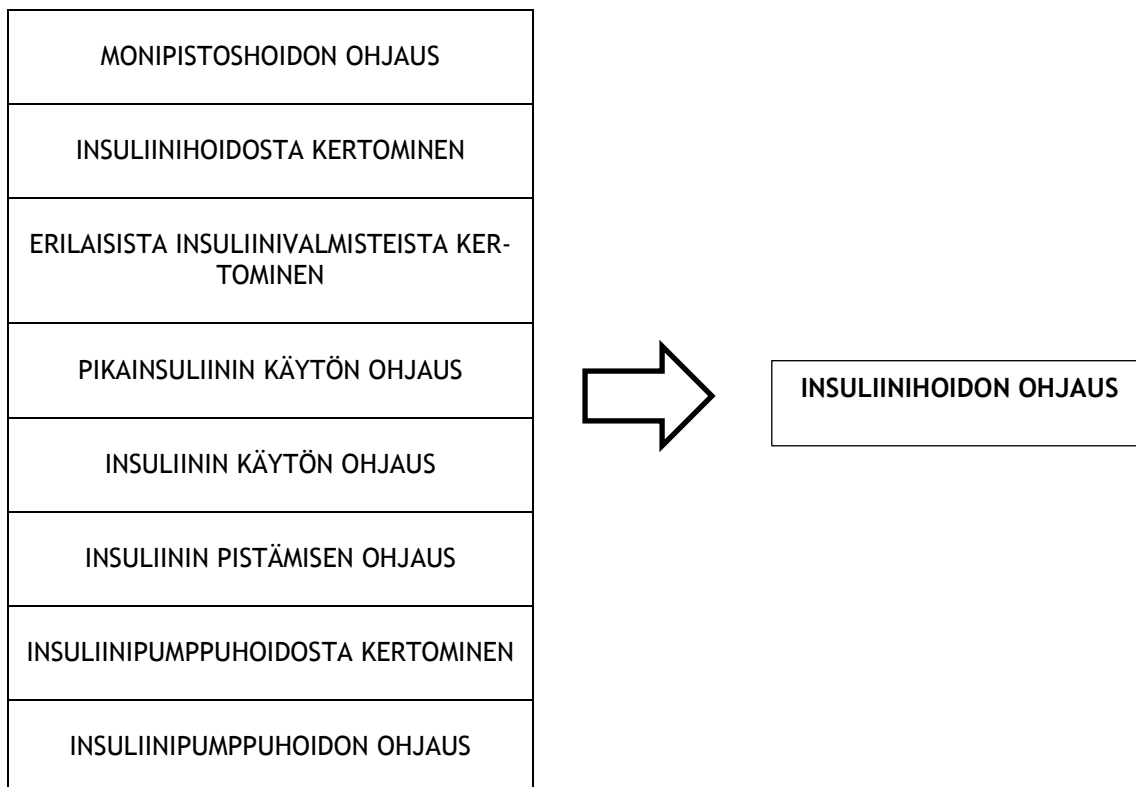 MONIPISTOSHOIDON OHJAUS
INSULIINIHOIDOSTA KERTOMINEN
ERILAISISTA INSULIINIVALMISTEISTA KER-
TOMINEN
PIKAINSULIININ KÄYTÖN OHJAUS
INSULIININ KÄYTÖN OHJAUS
INSULIININ PISTÄMISEN OHJAUS
INSULIINIPUMPPUHOIDOSTA KERTOMINEN
INSULIINIPUMPPUHOIDON OHJAUS
INSULIINIHOIDON OHJAUS